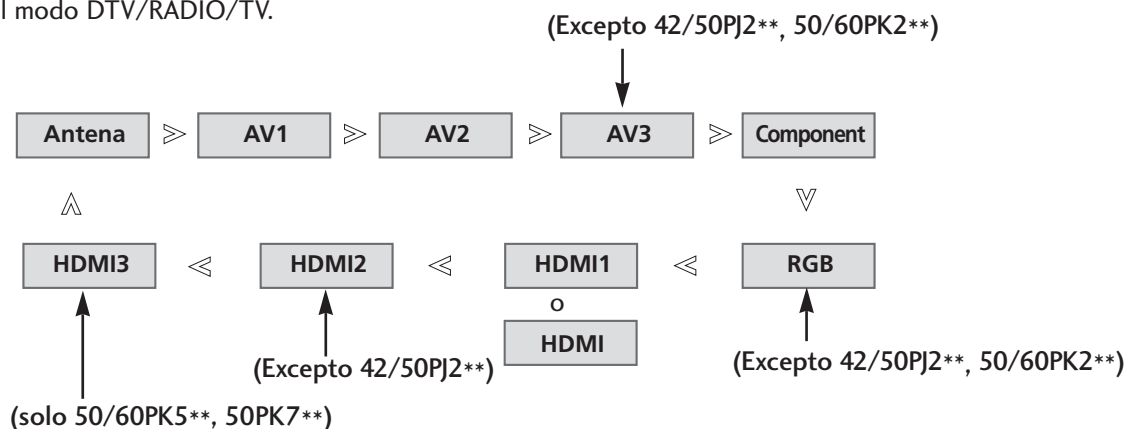 l modo DTV/RADIO/TV.
(Excepto 42/50PJ2**, 50/60PK2**)
Antena
AV1
AV2
AV3
Component
HDMI3
HDMI2
HDMI1
RGB
o
HDMI
(Excepto 42/50PJ2**)
(Excepto 42/50PJ2**, 50/60PK2**)
(solo 50/60PK5**, 50PK7**)